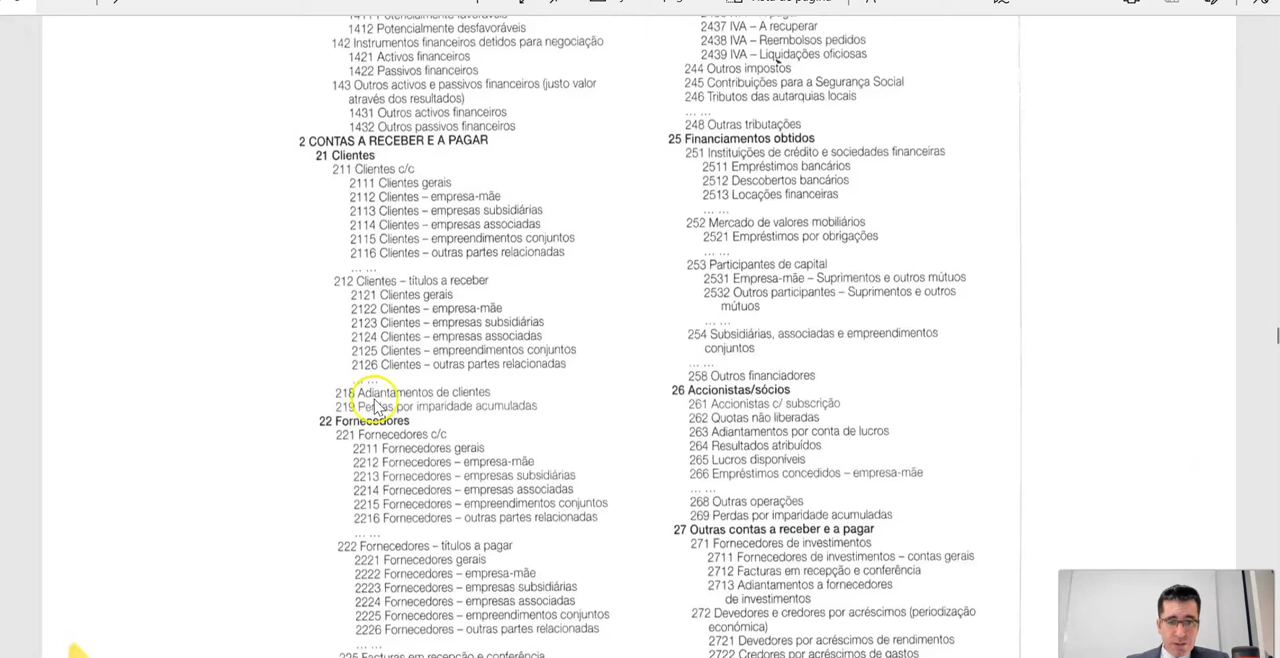 1412 Potencialmente desfavoráveis
142 Instrumentos financeiros detidos para negociação
1421 Activos financeiros
1422 Passivos financeiros
143 Outros activos e passivos financeiros (justo valor
através dos resultados)
1431 Outros activos financeiros
1432 Outros passivos financeiros
2 CONTAS A RECEBER E A PAGAR
21 Clientes
211 Clientes c/c
2111 Clientes gerais
2112 Clientes – empresa-mãe
2113 Clientes – empresas subsidiárias
2114 Clientes – empresas associadas
2115 Clientes – empreendimentos conjuntos
2116 Clientes – outras partes relacionadas
... ...
212 Clientes – títulos a receber
2121 Clientes gerais
2122 Clientes – empresa-mãe
2123 Clientes – empresas subsidiárias
2124 Clientes – empresas associadas
2125 Clientes – empreendimentos conjuntos
2126 Clientes – outras partes relacionadas
... ...
218 Adiantamentos de clientes
219 Perdas por imparidade acumuladas
22 Fornecedores
221 Fornecedores c/c
2211 Fornecedores gerais
2212 Fornecedores – empresa-mãe
2213 Fornecedores – empresas subsidiárias
2214 Fornecedores – empresas associadas
2215 Fornecedores – empreendimentos conjuntos
2216 Fornecedores – outras partes relacionadas
... ...
222 Fornecedores – títulos a pagar
2221 Fornecedores gerais
2222 Fornecedores – empresa-mãe
2223 Fornecedores – empresas subsidiárias
2224 Fornecedores – empresas associadas
2225 Fornecedores – empreendimentos conjuntos
2226 Fornecedores – outras partes relacionadas
... ...
225 Facturas em recepção e conferência
2437 IVA – A recuperar
2438 IVA – Reembolsos pedidos
2439 IVA – Liquidações oficiosas
244 Outros impostos
245 Contribuições para a Segurança Social
246 Tributos das autarquias locais
... ...
248 Outras tributações
25 Financiamentos obtidos
251 Instituições de crédito e sociedades financeiras
2511 Empréstimos bancários
2512 Descobertos bancários
2513 Locações financeiras
... ...
252 Mercado de valores mobiliários
2521 Empréstimos por obrigações
... ...
253 Participantes de capital
2531 Empresa-mãe – Suprimentos e outros mútuos
2532 Outros participantes – Suprimentos e outros
mútuos
... ...
254 Subsidiárias, associadas e empreendimentos
conjuntos
... ...
258 Outros financiadores
26 Accionistas/sócios
261 Accionistas c/ subscrição
262 Quotas não liberadas
263 Adiantamentos por conta de lucros
264 Resultados atribuídos
265 Lucros disponíveis
266 Empréstimos concedidos – empresa-mãe
... ...
268 Outras operações
269 Perdas por imparidade acumuladas
27 Outras contas a receber e a pagar
271 Fornecedores de investimentos
2711 Fornecedores de investimentos – contas gerais
2712 Facturas em recepção e conferência
2713 Adiantamentos a fornecedores
de investimentos
272 Devedores e credores por acréscimos (periodização
económica)
2721 Devedores por acréscimos de rendimentos
2722 Credores por acréscimos de gastos